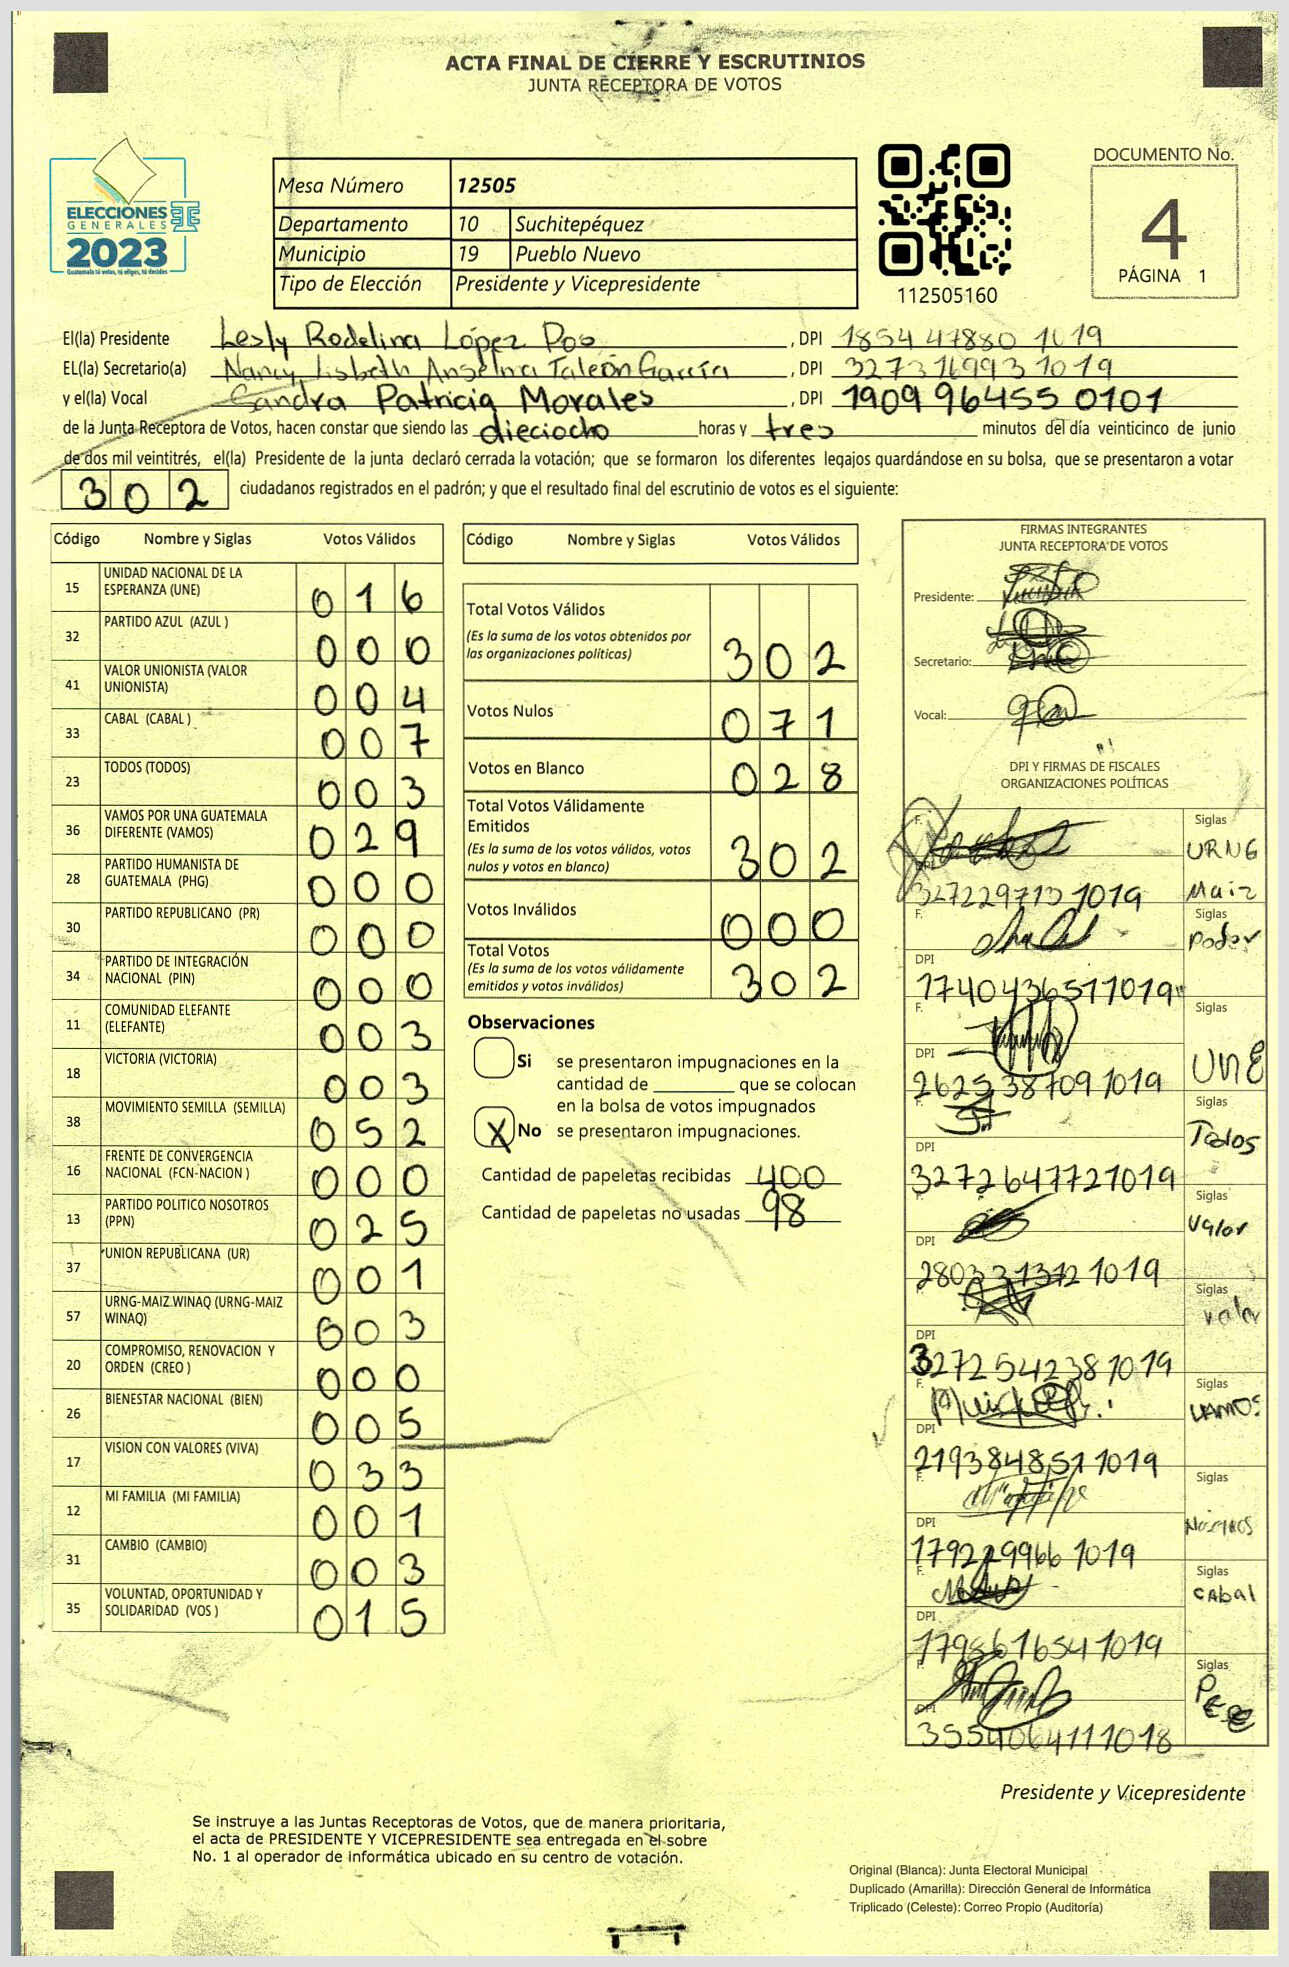 ACTA FINAL DE CIERRE Y ESCRUTINIOS
JUNTA RECEPTORA DE VOTOS
ELECCIONES
GENERALES
2023
Guatemala tú votas, tú eliges, tú decides
Mesa Número 12505
Departamento 10 Suchitepéquez
Municipio 19 Pueblo Nuevo
Tipo de Elección Presidente y Vicepresidente
112505160
DOCUMENTO No.
4
PÁGINA 1
El(la) Presidente Lesly Rodelina López Pos , DPI 1854 47880 1019
EL(la) Secretario(a) Nancy Lisbeth Anselma Taleón García , DPI 3273 16993 1019
y el(la) Vocal Sandra Patricia Morales , DPI 1909 96455 0101
de la Junta Receptora de Votos, hacen constar que siendo las dieciocho horas y tres minutos del día veinticinco de junio
de dos mil veintitrés, el(la) Presidente de la junta declaró cerrada la votación; que se formaron los diferentes legajos quardándose en su bolsa, que se presentaron a votar
302 ciudadanos registrados en el padrón; y que el resultado final del escrutinio de votos es el siguiente:
Código Nombre y Siglas Votos Válidos
15 UNIDAD NACIONAL DE LA
ESPERANZA (UNE) 016
32 PARTIDO AZUL (AZUL ) 000
41 VALOR UNIONISTA (VALOR
UNIONISTA) 004
33 CABAL (CABAL ) 007
23 TODOS (TODOS) 003
36 VAMOS POR UNA GUATEMALA
DIFERENTE (VAMOS) 029
28 PARTIDO HUMANISTA DE
GUATEMALA (PHG) 000
30 PARTIDO REPUBLICANO (PR) 000
34 PARTIDO DE INTEGRACIÓN
NACIONAL (PIN) 000
11 COMUNIDAD ELEFANTE
(ELEFANTE) 003
18 VICTORIA (VICTORIA) 003
38 MOVIMIENTO SEMILLA (SEMILLA) 052
16 FRENTE DE CONVERGENCIA
NACIONAL (FCN-NACION ) 000
13 PARTIDO POLITICO NOSOTROS
(PPN) 025
37 UNION REPUBLICANA (UR) 001
57 URNG-MAIZ.WINAQ (URNG-MAIZ
WINAQ) 003
20 COMPROMISO, RENOVACION Y
ORDEN (CREO ) 000
26 BIENESTAR NACIONAL (BIEN) 005
17 VISION CON VALORES (VIVA) 033
12 MI FAMILIA (MI FAMILIA) 001
31 CAMBIO (CAMBIO) 003
35 VOLUNTAD, OPORTUNIDAD Y
SOLIDARIDAD (VOS ) 015
Código Nombre y Siglas Votos Válidos
Total Votos Válidos
(Es la suma de los votos obtenidos por
las organizaciones políticas) 302
Votos Nulos 071
Votos en Blanco 028
Total Votos Válidamente
Emitidos
(Es la suma de los votos válidos, votos
nulos y votos en blanco) 302
Votos Inválidos 000
Total Votos
(Es la suma de los votos válidamente
emitidos y votos inválidos) 302
Observaciones
Si se presentaron impugnaciones en la
cantidad de ________ que se colocan
en la bolsa de votos impugnados
X No se presentaron impugnaciones.
Cantidad de papeletas recibidas 400
Cantidad de papeletas no usadas 98
FIRMAS INTEGRANTES
JUNTA RECEPTORA DE VOTOS
Presidente:
Secretario:
Vocal:
DPI Y FIRMAS DE FISCALES
ORGANIZACIONES POLÍTICAS
F. Siglas
URNG
Maiz
DPI 327229713 1019
F. Siglas
Poder
DPI
1740436511019
F. Siglas
UNE
DPI
2625 38709 1019
F. Siglas
Todos
DPI
3272647721019
F. Siglas
Valor
DPI
2803313121019
F. Siglas
valor
DPI
3272542381019
F. Siglas
VAMOS
DPI
2193848511019
F. Siglas
Nosotros
DPI
179229966 1019
F. Siglas
CAbal
DPI
1798616541019
F. Siglas
DPI
3554064111018
Presidente y Vicepresidente
Se instruye a las Juntas Receptoras de Votos, que de manera prioritaria,
el acta de PRESIDENTE Y VICEPRESIDENTE sea entregada en el sobre
No. 1 al operador de informática ubicado en su centro de votación.
Original (Blanca): Junta Electoral Municipal
Duplicado (Amarilla): Dirección General de Informática
Triplicado (Celeste): Correo Propio (Auditoría)